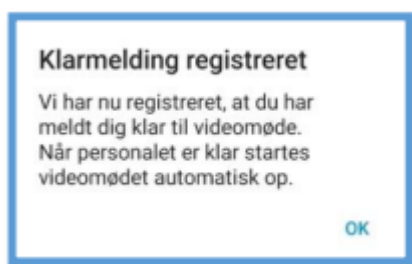 Klarmelding registreret
Vi har nu registreret, at du har
meldt dig klar til videomøde.
Når personalet er klar startes
videomødet automatisk op.
OK